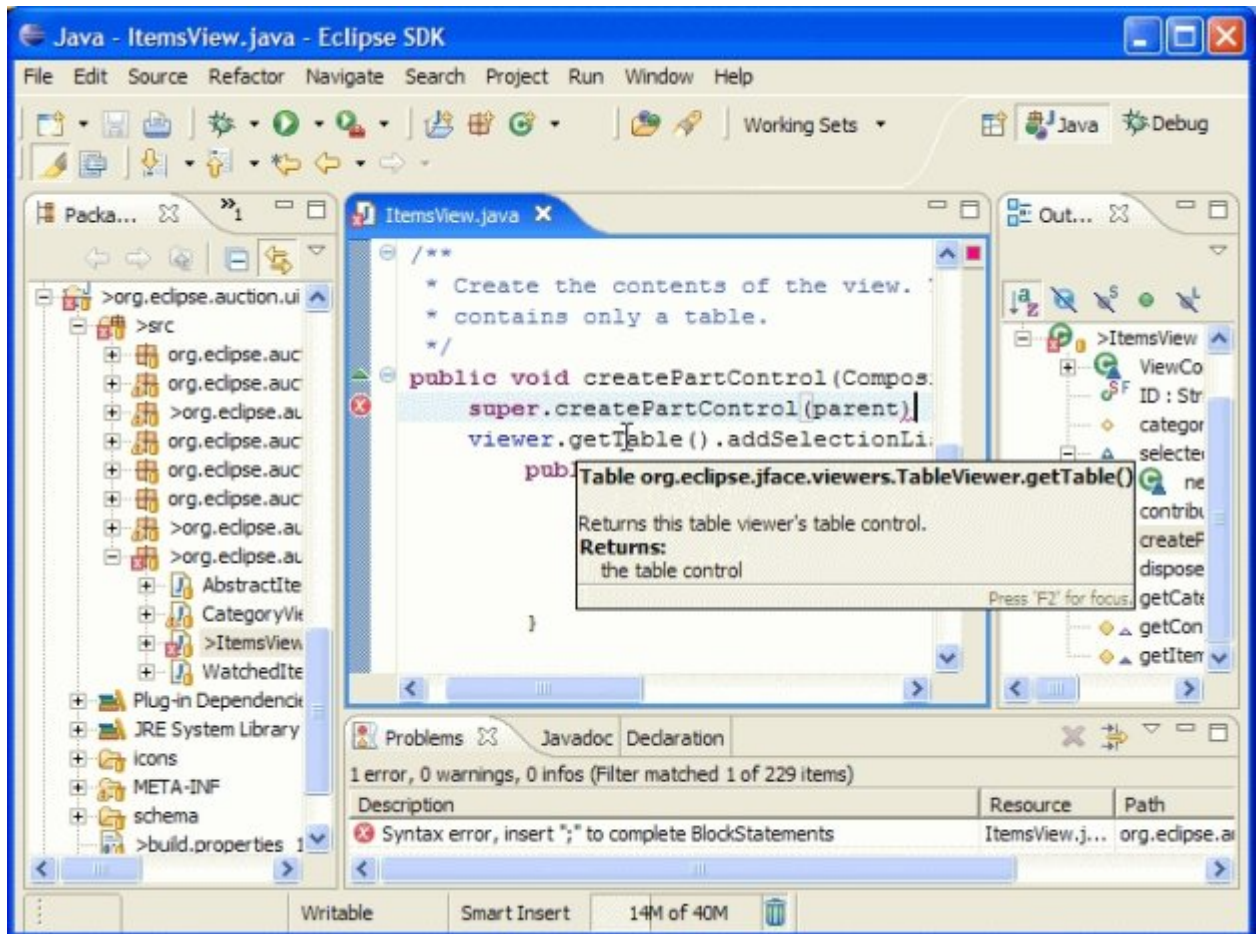 Java - ItemsView.java - Eclipse SDK
File Edit Source Refactor Navigate Search Project Run Window Help
Working Sets
Java
Debug
Packa...
»1
>org.eclipse.auction.ui
>src
org.eclipse.auc
org.eclipse.auc
>org.eclipse.au
org.eclipse.auc
org.eclipse.auc
>org.eclipse.au
>org.eclipse.au
AbstractIte
CategoryVie
>ItemsView
WatchedIte
Plug-in Dependencie
JRE System Library
icons
META-INF
schema
>build.properties 1
ItemsView.java
/**
* Create the contents of the view.
* contains only a table.
*/
public void createPartControl(Compos
super.createPartControl(parent)
viewer.getTable().addSelectionLi
publ
Table org.eclipse.jface.viewers.TableViewer.getTable()
Returns this table viewer's table control.
Returns:
the table control
Press 'F2' for focus.
}
Out...
>ItemsView
ViewCo
ID : Str
categor
selecte
ne
contribu
createP
dispose
getCate
getCon
getItem
Problems
Javadoc
Declaration
1 error, 0 warnings, 0 infos (Filter matched 1 of 229 items)
Description Resource Path
Syntax error, insert ";" to complete BlockStatements ItemsView.j... org.eclipse.au
Writable Smart Insert 14M of 40M